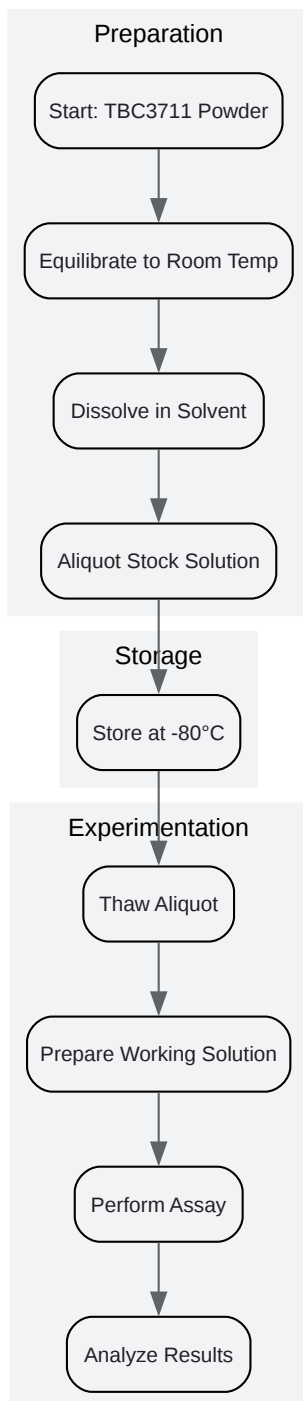 Preparation
Start: TBC3711 Powder
Equilibrate to Room Temp
Dissolve in Solvent
Aliquot Stock Solution
Storage
Store at -80°C
Experimentation
Thaw Aliquot
Prepare Working Solution
Perform Assay
Analyze Results